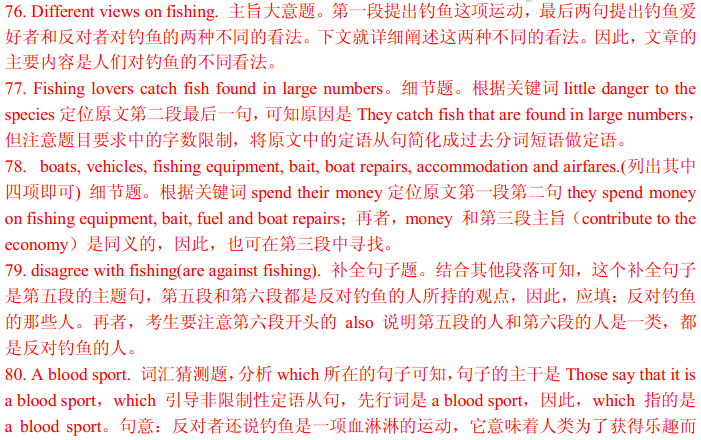 76. Different views on fishing. 主旨大意题。第一段提出钓鱼这项运动，最后两句提出钓鱼爱
好者和反对者对钓鱼的两种不同的看法。下文就详细阐述这两种不同的看法。因此，文章的
主要内容是人们对钓鱼的不同看法。
77. Fishing lovers catch fish found in large numbers。细节题。根据关键词 little danger to the
species 定位原文第二段最后一句，可知原因是 They catch fish that are found in large numbers，
但注意题目要求中的字数限制，将原文中的定语从句简化成过去分词短语做定语。
78. boats, vehicles, fishing equipment, bait, boat repairs, accommodation and airfares.(列出其中
四项即可) 细节题。根据关键词 spend their money 定位原文第一段第二句 they spend money
on fishing equipment, bait, fuel and boat repairs；再者，money 和第三段主旨（contribute to the
economy）是同义的，因此，也可在第三段中寻找。
79. disagree with fishing(are against fishing). 补全句子题。结合其他段落可知，这个补全句子
是第五段的主题句，第五段和第六段都是反对钓鱼的人所持的观点，因此，应填：反对钓鱼
的那些人。再者，考生要注意第六段开头的 also 说明第五段的人和第六段的人是一类，都
是反对钓鱼的人。
80. A blood sport. 词汇猜测题，分析 which 所在的句子可知，句子的主干是 Those say that it is
a blood sport，which 引导非限制性定语从句，先行词是 a blood sport，因此，which 指的是
a blood sport。句意：反对者还说钓鱼是一项血淋淋的运动，它意味着人类为了获得乐趣而